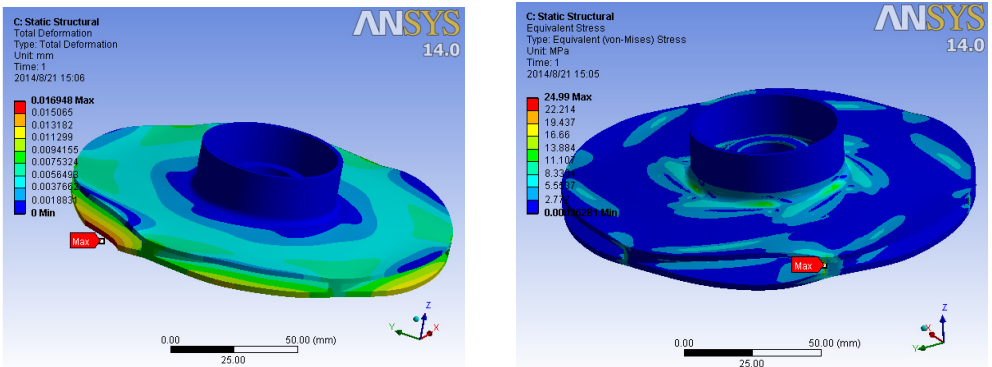 C: Static Structural
Total Deformation
Type: Total Deformation
Unit: mm
Time: 1
2014/8/21 15:06
ANSYS
14.0
0.016948 Max
0.015065
0.013182
0.011299
0.0094155
0.0075324
0.0056493
0.003766
0.001883
0 Min
Max
Z
Y
X
0.00
50.00 (mm)
25.00
C: Static Structural
Equivalent Stress
Type: Equivalent (von-Mises) Stress
Unit: MPa
Time: 1
2014/8/21 15:05
ANSYS
14.0
24.99 Max
22.214
19.437
16.66
13.884
11.107
Min
Max
Z
X
Y
0.00
50.00 (mm)
25.00